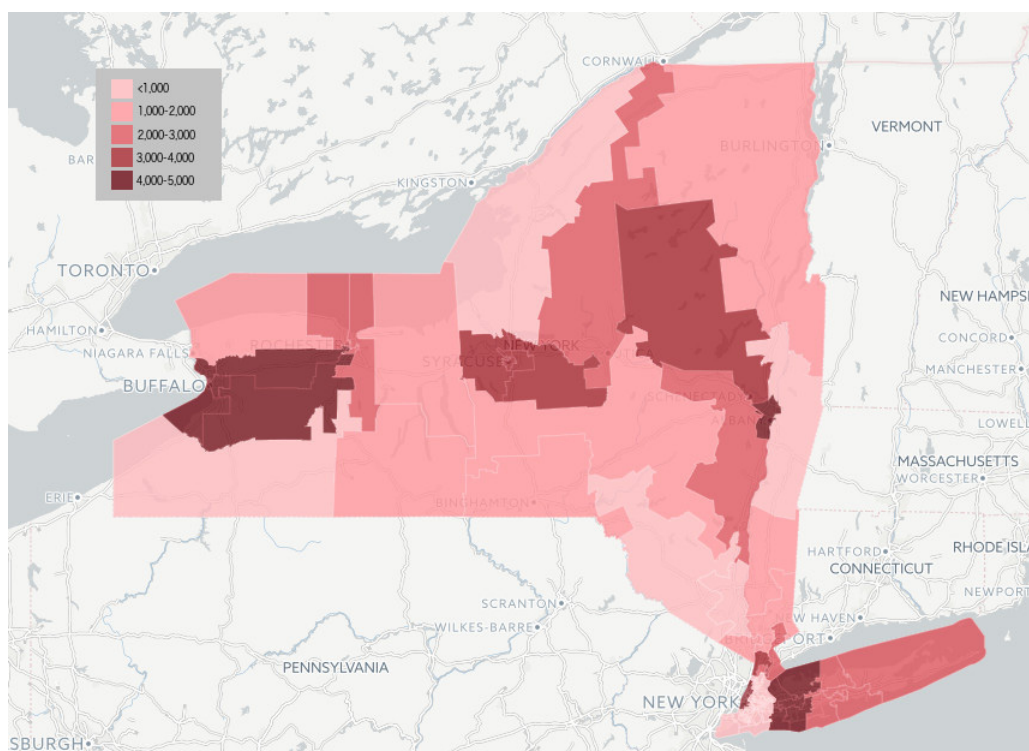 CORNWALL
<1,000
1,000-2,000
2,000-3,000
3,000-4,000
4,000-5,000
VERMONT
BURLINGTON
KINGSTON
TORONTO
NEW HAMPS
HAMILTON
ROCHESTER
NEW YORK
CONCORD
NIAGARA FALLS
SYRACUSE
UTICA
MANCHESTER
BUFFALO
SCHENECTADY
ALBANY
LOWELL
MASSACHUSETTS
WORCESTER
ERIE
BINGHAMTON
HARTFORD
RHODE ISLA
CONNECTICUT
NEWPORT
SCRANTON
NEW HAVEN
WILKES-BARRE
BRIDGEPORT
PENNSYLVANIA
NEW YORK
SBURGH